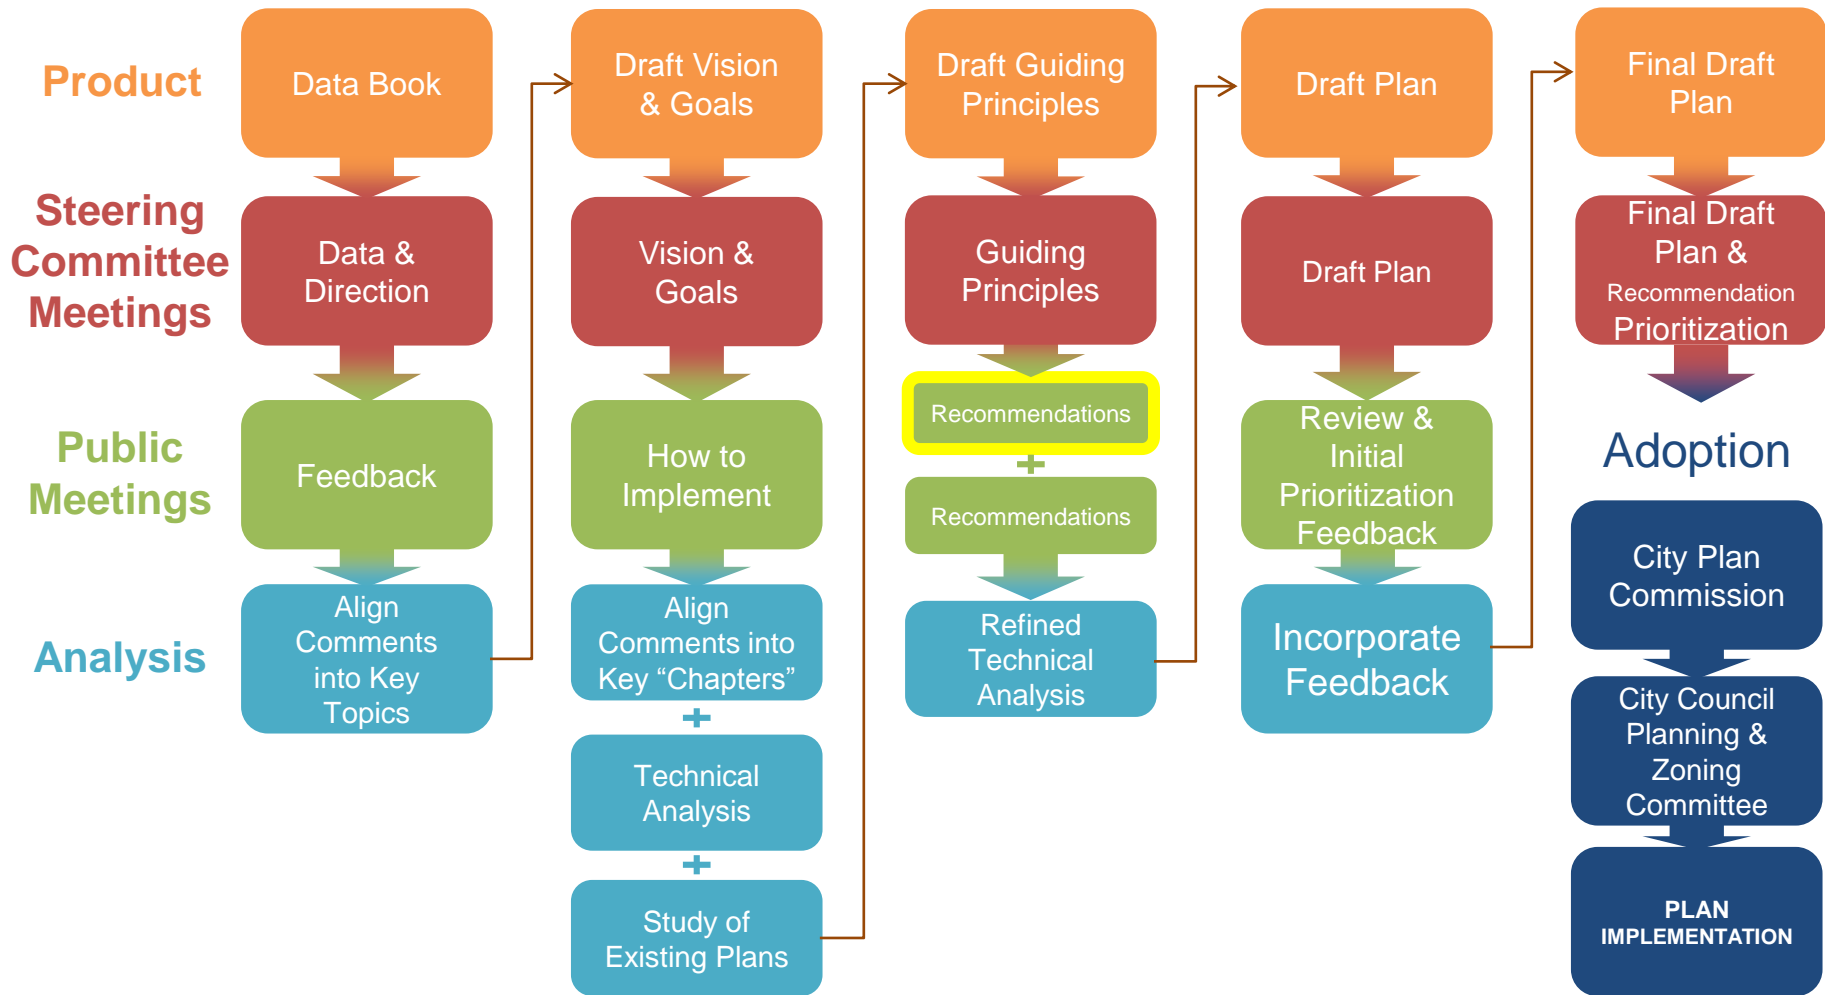 Product
Data Book
Draft Vision
& Goals
Draft Guiding
Principles
Draft Plan
Final Draft
Plan
Steering
Committee
Meetings
Data &
Direction
Vision &
Goals
Guiding
Principles
Draft Plan
Final Draft
Plan &
Recommendation
Prioritization
Public
Meetings
Feedback
How to
Implement
Recommendations
+
Recommendations
Review &
Initial
Prioritization
Feedback
Adoption
Analysis
Align
Comments
into Key
Topics
Align
Comments into
Key “Chapters”
+
Technical
Analysis
+
Study of
Existing Plans
Refined
Technical
Analysis
Incorporate
Feedback
City Plan
Commission
City Council
Planning &
Zoning
Committee
PLAN
IMPLEMENTATION